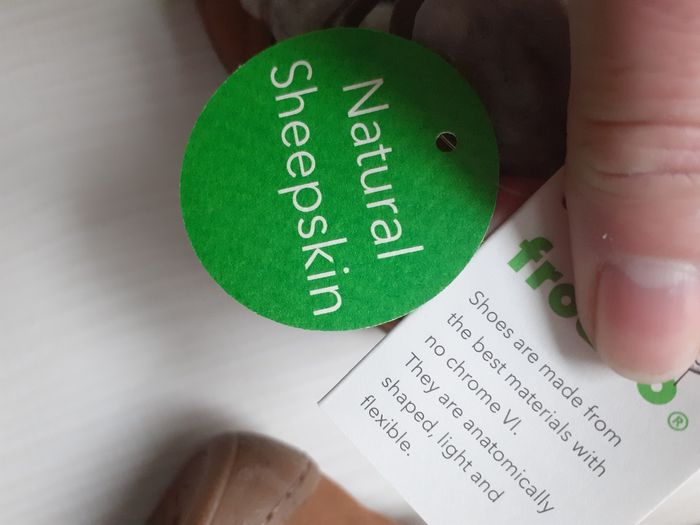 Natural
Sheepskin
Shoes are made from
the best materials with
no chrome VI.
They are anatomically
shaped, light and
flexible.